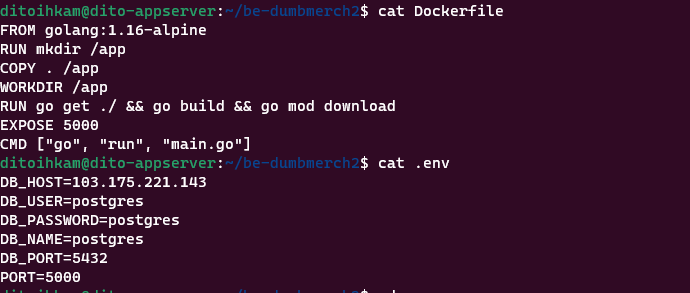 ditoihkam@dito-appserver:~/be-dumbmerch2$ cat Dockerfile
FROM golang:1.16-alpine
RUN mkdir /app
COPY . /app
WORKDIR /app
RUN go get ./ && go build && go mod download
EXPOSE 5000
CMD ["go", "run", "main.go"]
ditoihkam@dito-appserver:~/be-dumbmerch2$ cat .env
DB_HOST=103.175.221.143
DB_USER=postgres
DB_PASSWORD=postgres
DB_NAME=postgres
DB_PORT=5432
PORT=5000